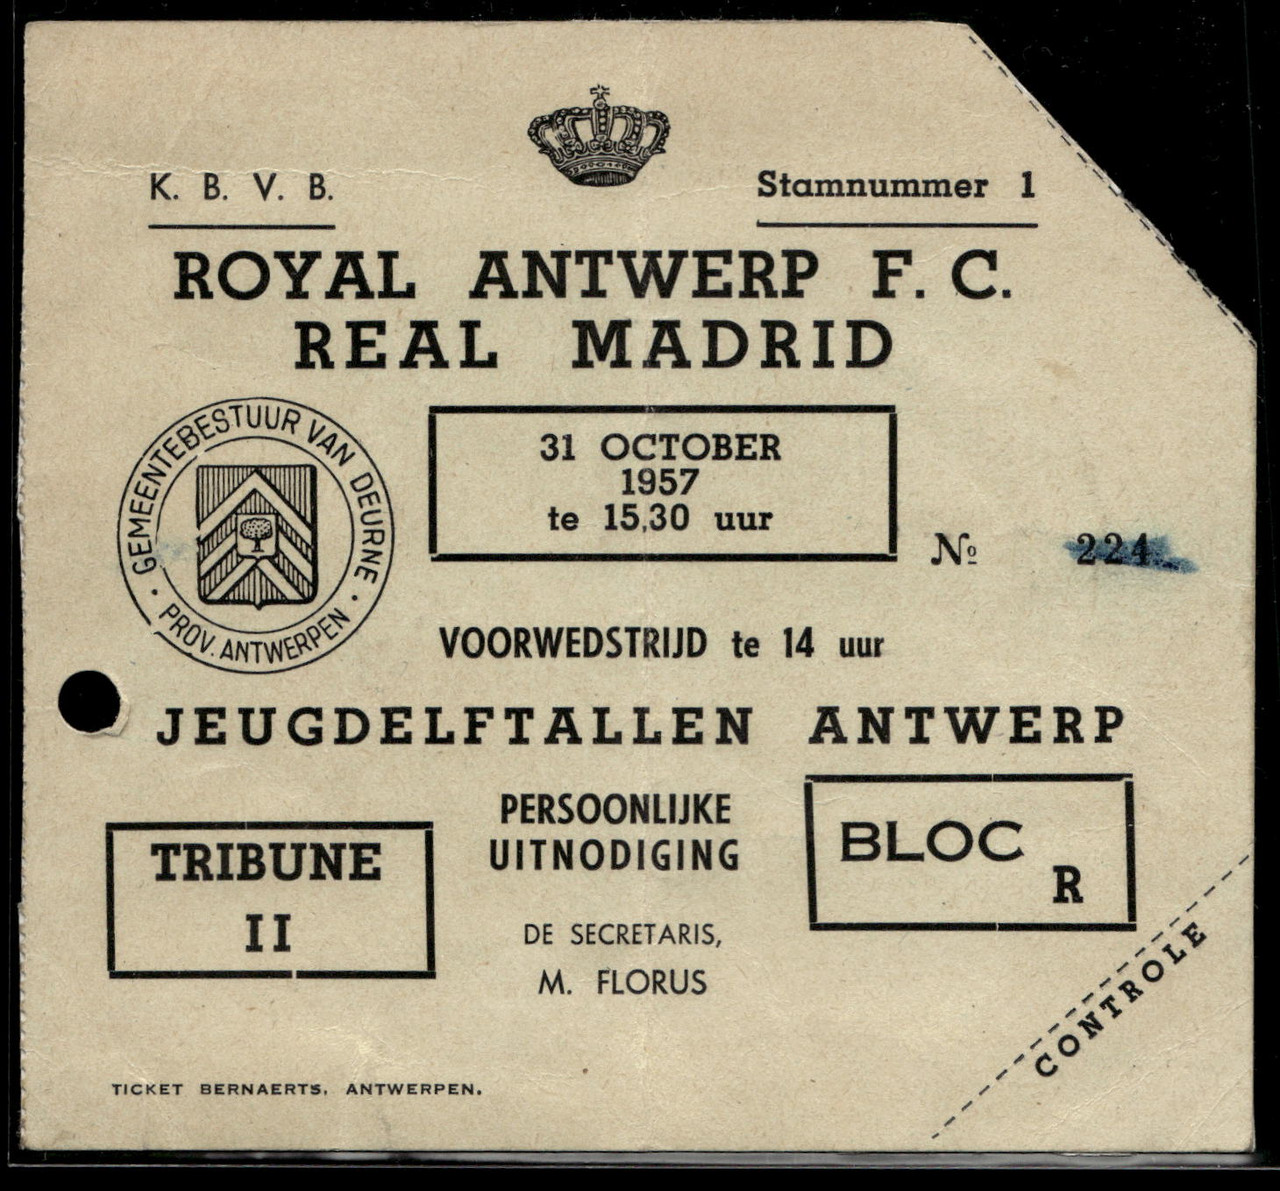 K. B. V. B.
Stamnummer 1
ROYAL ANTWERP F. C.
REAL MADRID
GEMEENTEBESTUUR VAN DEURNE
• PROV. ANTWERPEN •
31 OCTOBER
1957
te 15,30 uur
Nº 224
VOORWEDSTRIJD te 14 uur
JEUGDELFTALLEN ANTWERP
TRIBUNE
II
PERSOONLIJKE
UITNODIGING
DE SECRETARIS,
M. FLORUS
BLOC
R
CONTROLE
TICKET BERNAERTS, ANTWERPEN.